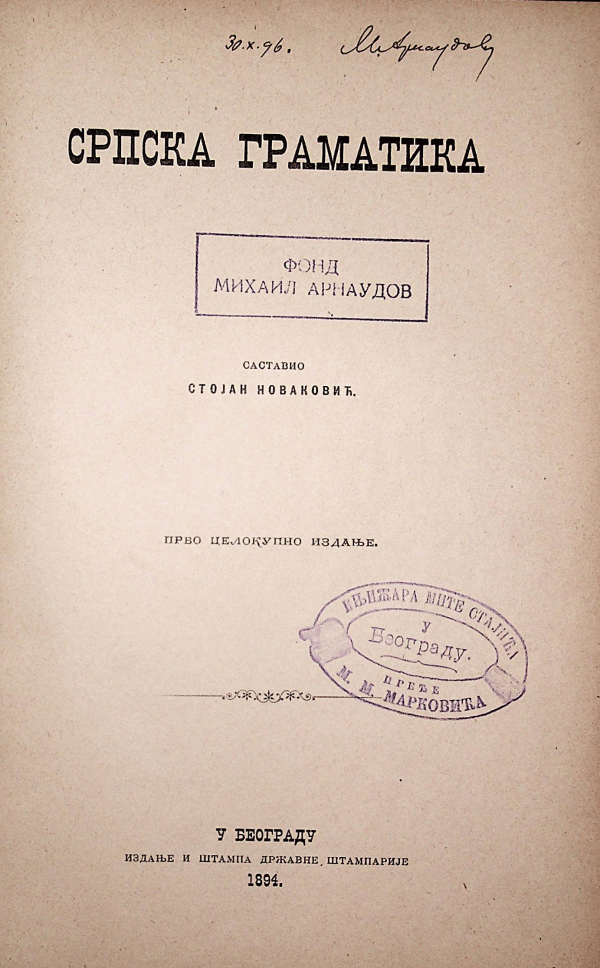 30.X.96. М. Арнаудовъ
СРПСКА ГРАМАТИКА
ФОНД
МИХАИЛ АРНАУДОВ
САСТАВИО
СТОЈАН НОВАКОВИЋ.
ПРВО ЦЕЛОКУПНО ИЗДАЊЕ.
КЊИЖАРА МИТЕ СТАЈИЋА
У
Београду.
ПРЕЂЕ
М. М. МАРКОВИЋА
У БЕОГРАДУ
ИЗДАЊЕ И ШТАМПА ДРЖАВНЕ ШТАМПАРИЈЕ
1894.